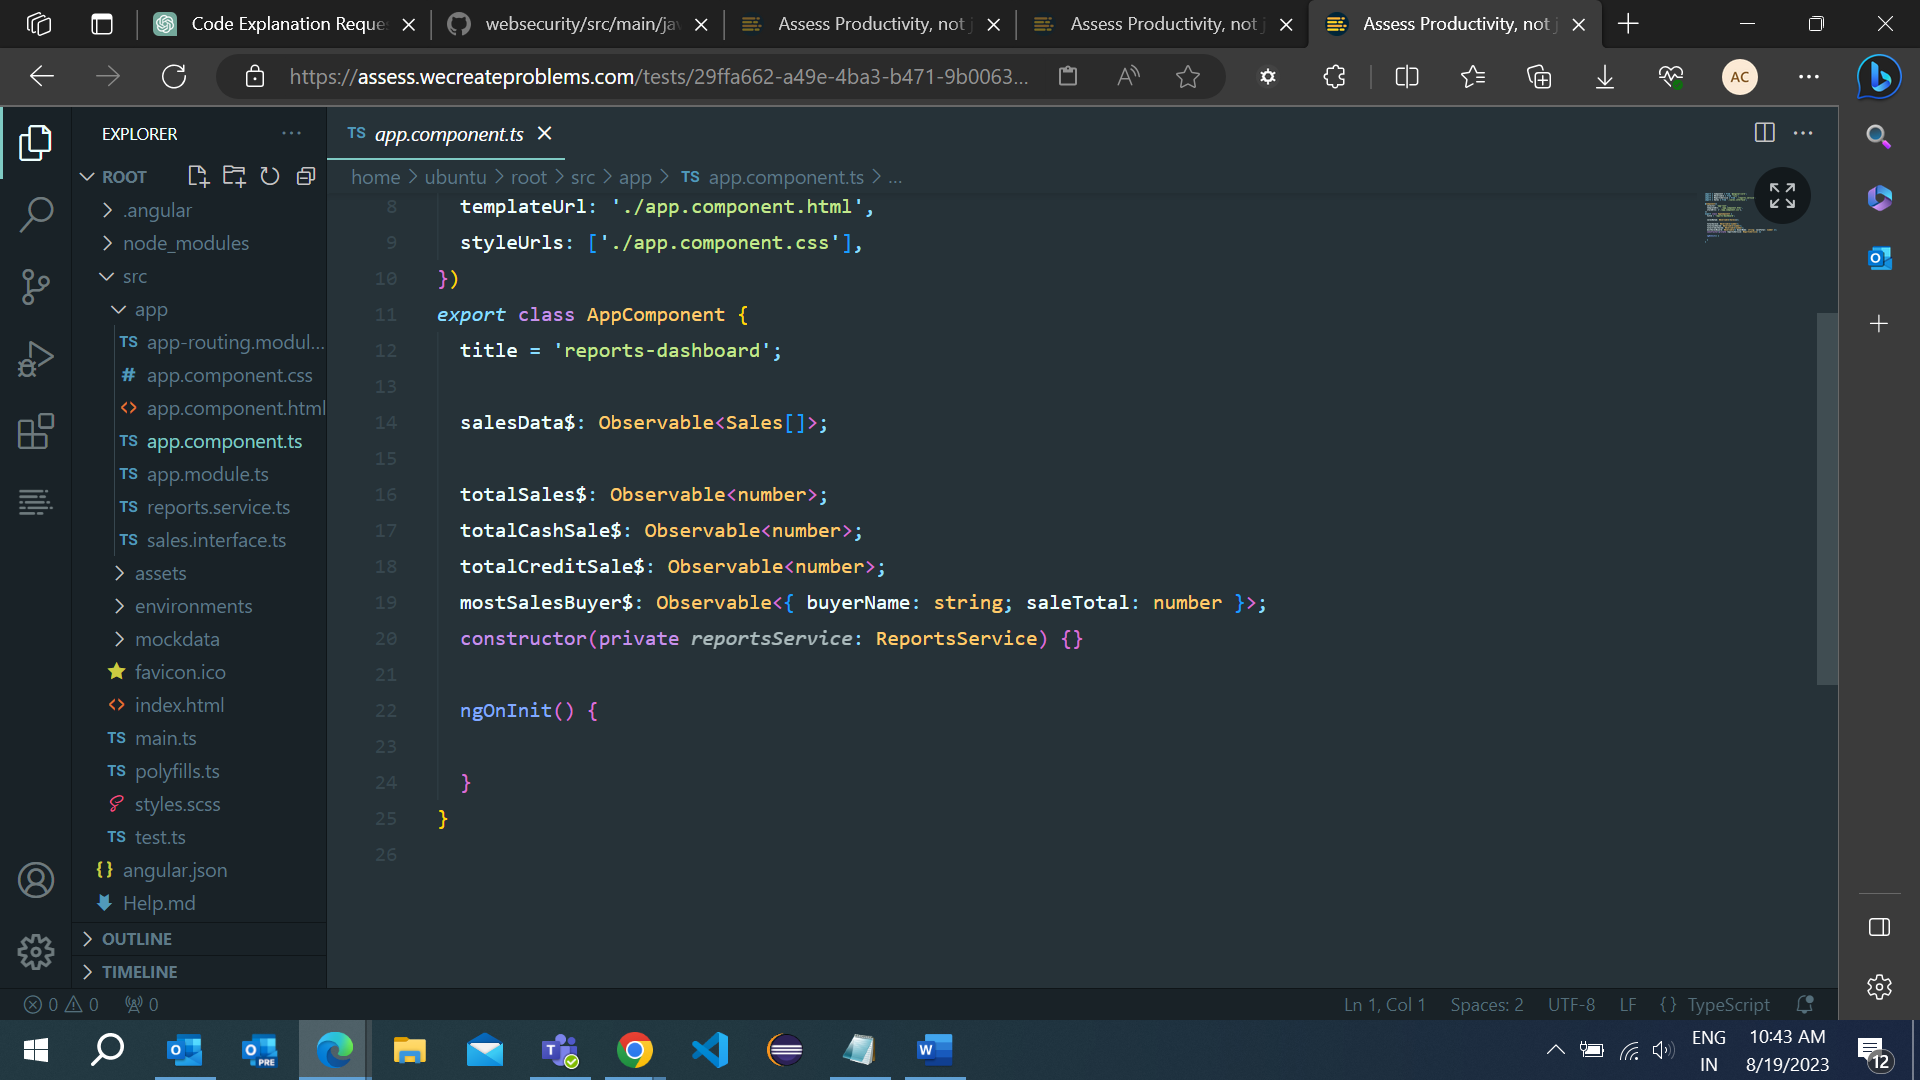 Code Explanation Reque
websecurity/src/main/jav
Assess Productivity, not j
Assess Productivity, not j
Assess Productivity, not j
https://assess.wecreateproblems.com/tests/29ffa662-a49e-4ba3-b471-9b0063...
AC
EXPLORER
TS app.component.ts
ROOT
home > ubuntu > root > src > app > TS app.component.ts > ...
.angular
node_modules
src
app
TS app-routing.modul...
# app.component.css
<> app.component.html
TS app.component.ts
TS app.module.ts
TS reports.service.ts
TS sales.interface.ts
assets
environments
mockdata
favicon.ico
<> index.html
TS main.ts
TS polyfills.ts
styles.scss
TS test.ts
{} angular.json
Help.md
OUTLINE
TIMELINE
8 templateUrl: './app.component.html',
9 styleUrls: ['./app.component.css'],
10 })
11 export class AppComponent {
12 title = 'reports-dashboard';
13
14 salesData$: Observable<Sales[]>;
15
16 totalSales$: Observable<number>;
17 totalCashSale$: Observable<number>;
18 totalCreditSale$: Observable<number>;
19 mostSalesBuyer$: Observable<{ buyerName: string; saleTotal: number }>;
20 constructor(private reportsService: ReportsService) {}
21
22 ngOnInit() {
23
24 }
25 }
26
0 0 0
Ln 1, Col 1 Spaces: 2 UTF-8 LF {} TypeScript
ENG
IN
10:43 AM
8/19/2023
12